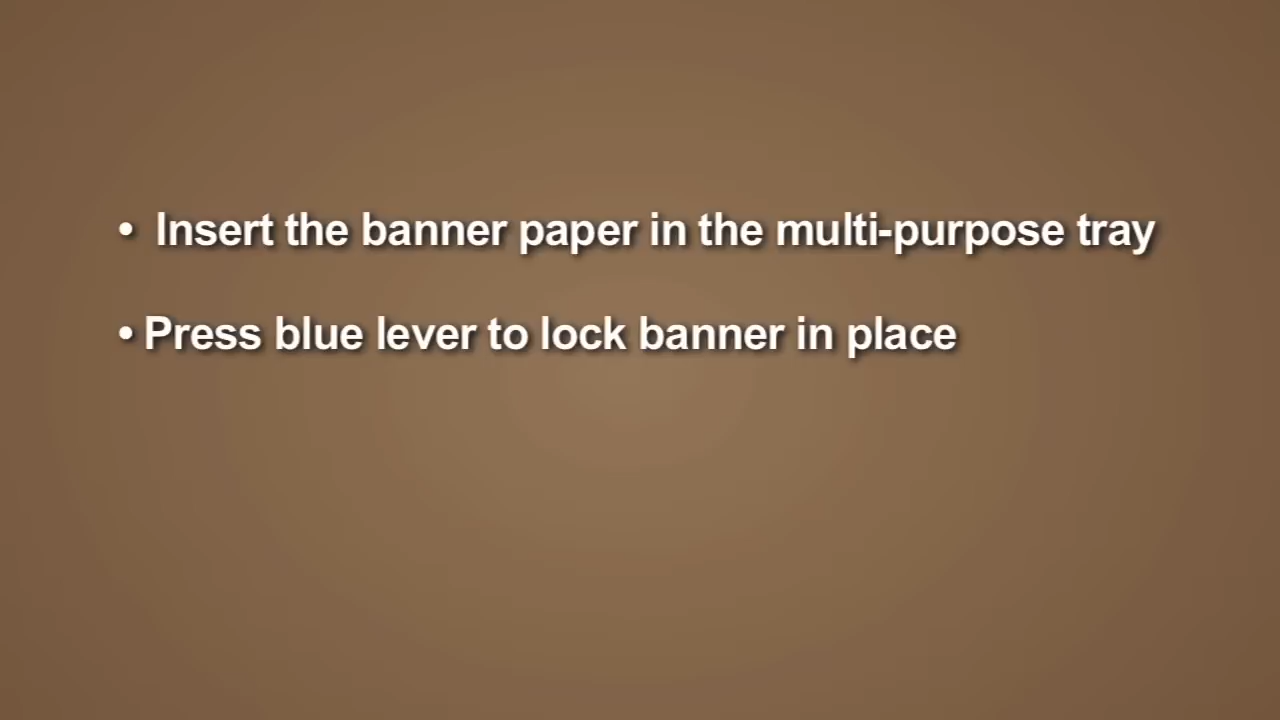 • Insert the banner paper in the multi-purpose tray
• Press blue lever to lock banner in place